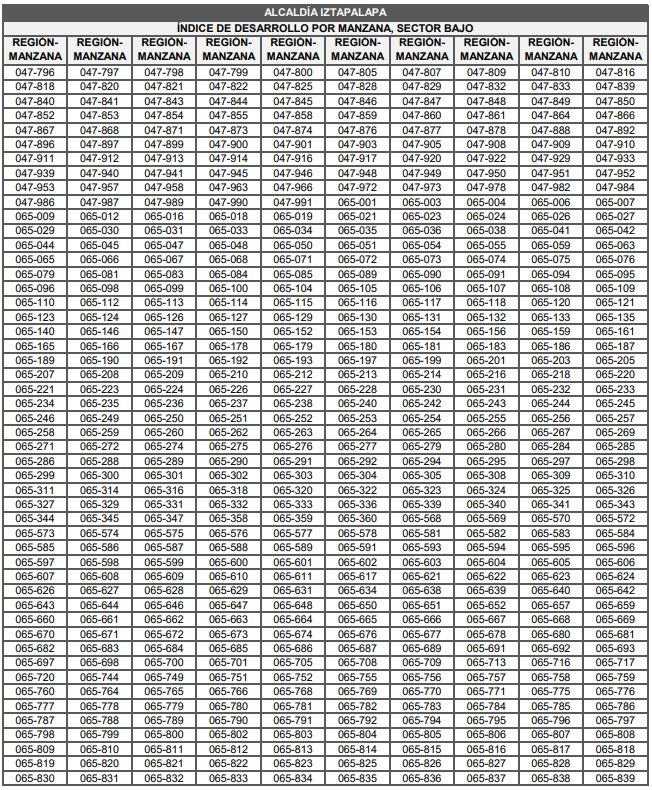 ALCALDÍA IZTAPALAPA
ÍNDICE DE DESARROLLO POR MANZANA, SECTOR BAJO
REGIÓN- REGIÓN- REGIÓN- REGIÓN- REGIÓN- REGIÓN- REGIÓN- REGIÓN- REGIÓN- REGIÓN-
MANZANA MANZANA MANZANA MANZANA MANZANA MANZANA MANZANA MANZANA MANZANA MANZANA
047-796 047-797 047-798 047-799 047-800 047-805 047-807 047-809 047-810 047-816
047-818 047-820 047-821 047-822 047-825 047-828 047-829 047-832 047-833 047-839
047-840 047-841 047-843 047-844 047-845 047-846 047-847 047-848 047-849 047-850
047-852 047-853 047-854 047-855 047-858 047-859 047-860 047-861 047-864 047-866
047-867 047-868 047-871 047-873 047-874 047-876 047-877 047-878 047-888 047-892
047-896 047-897 047-899 047-900 047-901 047-903 047-905 047-908 047-909 047-910
047-911 047-912 047-913 047-914 047-916 047-917 047-920 047-922 047-929 047-933
047-939 047-940 047-941 047-945 047-946 047-948 047-949 047-950 047-951 047-952
047-953 047-957 047-958 047-963 047-966 047-972 047-973 047-978 047-982 047-984
047-986 047-987 047-989 047-990 047-991 065-001 065-003 065-004 065-006 065-007
065-009 065-012 065-016 065-018 065-019 065-021 065-023 065-024 065-026 065-027
065-029 065-030 065-031 065-033 065-034 065-035 065-036 065-038 065-041 065-042
065-044 065-045 065-047 065-048 065-050 065-051 065-054 065-055 065-059 065-063
065-065 065-066 065-067 065-068 065-071 065-072 065-073 065-074 065-075 065-076
065-079 065-081 065-083 065-084 065-085 065-089 065-090 065-091 065-094 065-095
065-096 065-098 065-099 065-100 065-104 065-105 065-106 065-107 065-108 065-109
065-110 065-112 065-113 065-114 065-115 065-116 065-117 065-118 065-120 065-121
065-123 065-124 065-126 065-127 065-129 065-130 065-131 065-132 065-133 065-135
065-140 065-146 065-147 065-150 065-152 065-153 065-154 065-156 065-159 065-161
065-165 065-166 065-167 065-178 065-179 065-180 065-181 065-183 065-186 065-187
065-189 065-190 065-191 065-192 065-193 065-197 065-199 065-201 065-203 065-205
065-207 065-208 065-209 065-210 065-212 065-213 065-214 065-216 065-218 065-220
065-221 065-223 065-224 065-226 065-227 065-228 065-230 065-231 065-232 065-233
065-234 065-235 065-236 065-237 065-238 065-240 065-242 065-243 065-244 065-245
065-246 065-249 065-250 065-251 065-252 065-253 065-254 065-255 065-256 065-257
065-258 065-259 065-260 065-262 065-263 065-264 065-265 065-266 065-267 065-269
065-271 065-272 065-274 065-275 065-276 065-277 065-279 065-280 065-284 065-285
065-286 065-288 065-289 065-290 065-291 065-292 065-294 065-295 065-297 065-298
065-299 065-300 065-301 065-302 065-303 065-304 065-305 065-308 065-309 065-310
065-311 065-314 065-316 065-318 065-320 065-322 065-323 065-324 065-325 065-326
065-327 065-329 065-331 065-332 065-333 065-336 065-339 065-340 065-341 065-343
065-344 065-345 065-347 065-358 065-359 065-360 065-568 065-569 065-570 065-572
065-573 065-574 065-575 065-576 065-577 065-578 065-581 065-582 065-583 065-584
065-585 065-586 065-587 065-588 065-589 065-591 065-593 065-594 065-595 065-596
065-597 065-598 065-599 065-600 065-601 065-602 065-603 065-604 065-605 065-606
065-607 065-608 065-609 065-610 065-611 065-617 065-621 065-622 065-623 065-624
065-626 065-627 065-628 065-629 065-631 065-634 065-638 065-639 065-640 065-642
065-643 065-644 065-646 065-647 065-648 065-650 065-651 065-652 065-657 065-659
065-660 065-661 065-662 065-663 065-664 065-665 065-666 065-667 065-668 065-669
065-670 065-671 065-672 065-673 065-674 065-676 065-677 065-678 065-680 065-681
065-682 065-683 065-684 065-685 065-686 065-687 065-689 065-691 065-692 065-693
065-697 065-698 065-700 065-701 065-705 065-708 065-709 065-713 065-716 065-717
065-720 065-744 065-749 065-751 065-752 065-755 065-756 065-757 065-758 065-759
065-760 065-764 065-765 065-766 065-768 065-769 065-770 065-771 065-775 065-776
065-777 065-778 065-779 065-780 065-781 065-782 065-783 065-784 065-785 065-786
065-787 065-788 065-789 065-790 065-791 065-792 065-794 065-795 065-796 065-797
065-798 065-799 065-800 065-802 065-803 065-804 065-805 065-806 065-807 065-808
065-809 065-810 065-811 065-812 065-813 065-814 065-815 065-816 065-817 065-818
065-819 065-820 065-821 065-822 065-823 065-825 065-826 065-827 065-828 065-829
065-830 065-831 065-832 065-833 065-834 065-835 065-836 065-837 065-838 065-839